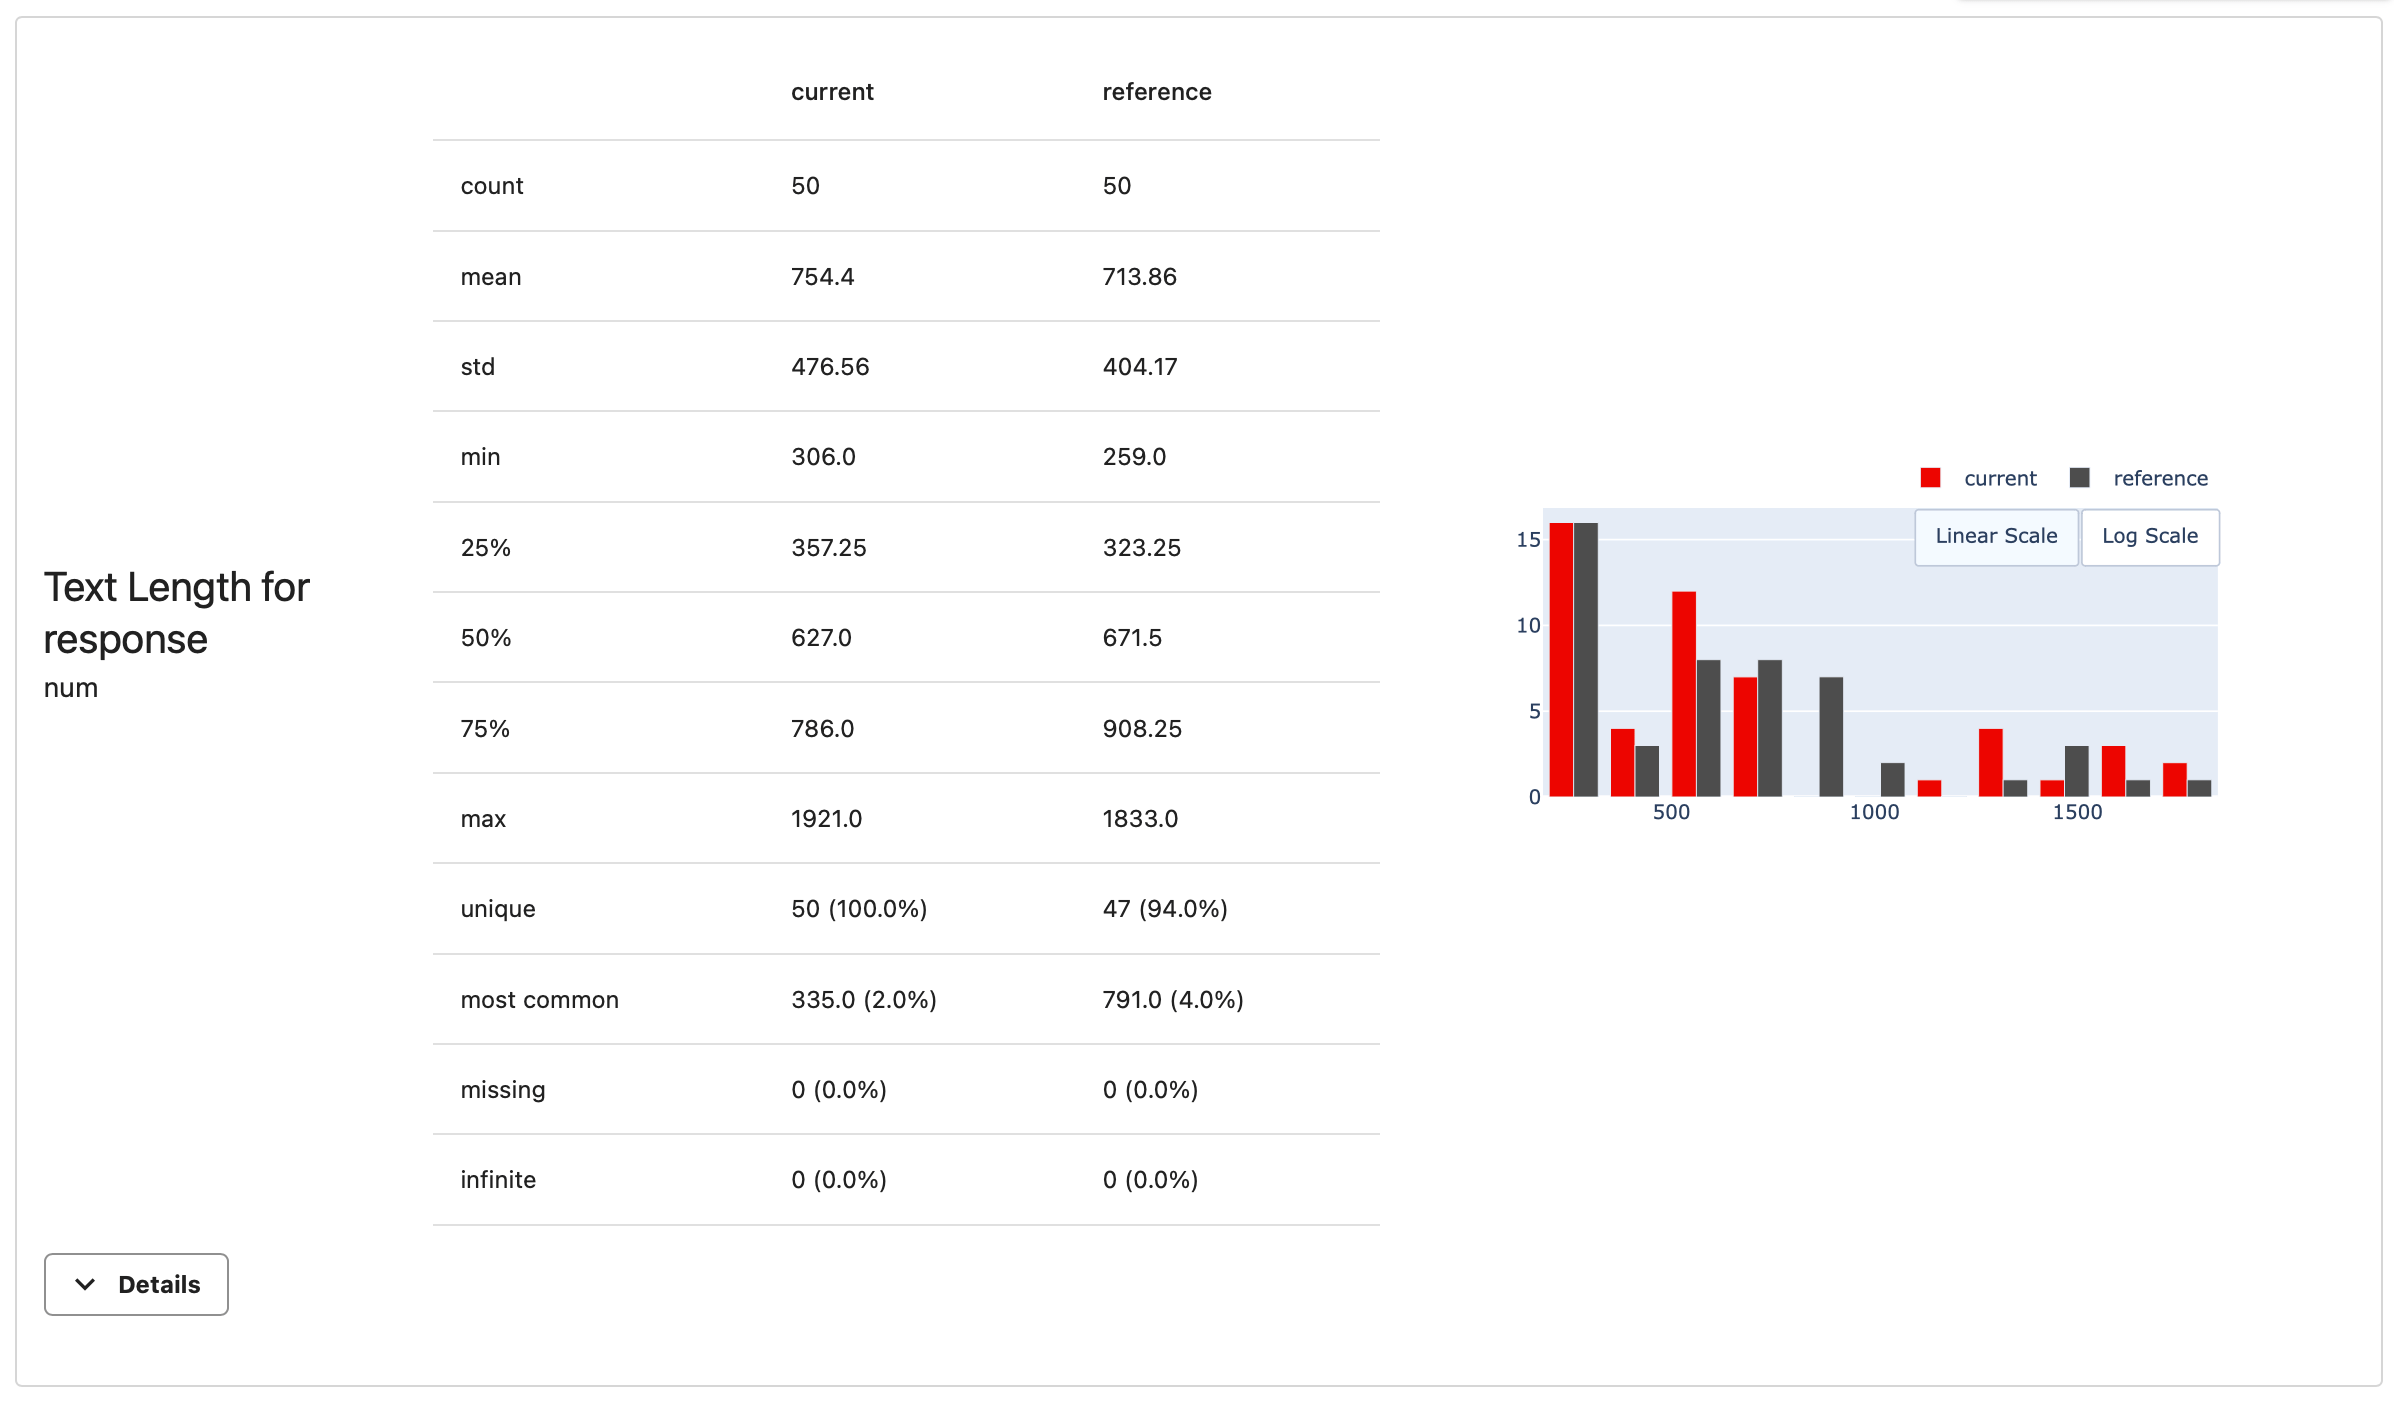 current reference
count 50 50
mean 754.4 713.86
std 476.56 404.17
min 306.0 259.0
25% 357.25 323.25
50% 627.0 671.5
75% 786.0 908.25
max 1921.0 1833.0
unique 50 (100.0%) 47 (94.0%)
most common 335.0 (2.0%) 791.0 (4.0%)
missing 0 (0.0%) 0 (0.0%)
infinite 0 (0.0%) 0 (0.0%)
Text Length for
response
num
Details
current reference
Linear Scale Log Scale
15
10
5
0
500 1000 1500